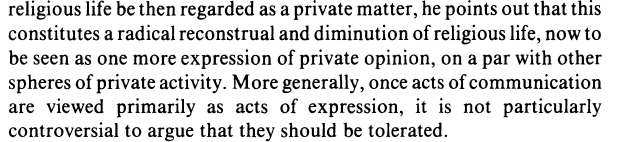 religious life be then regarded as a private matter, he points out that this
constitutes a radical reconstrual and diminution of religious life, now to
be seen as one more expression of private opinion, on a par with other
spheres of private activity. More generally, once acts of communication
are viewed primarily as acts of expression, it is not particularly
controversial to argue that they should be tolerated.